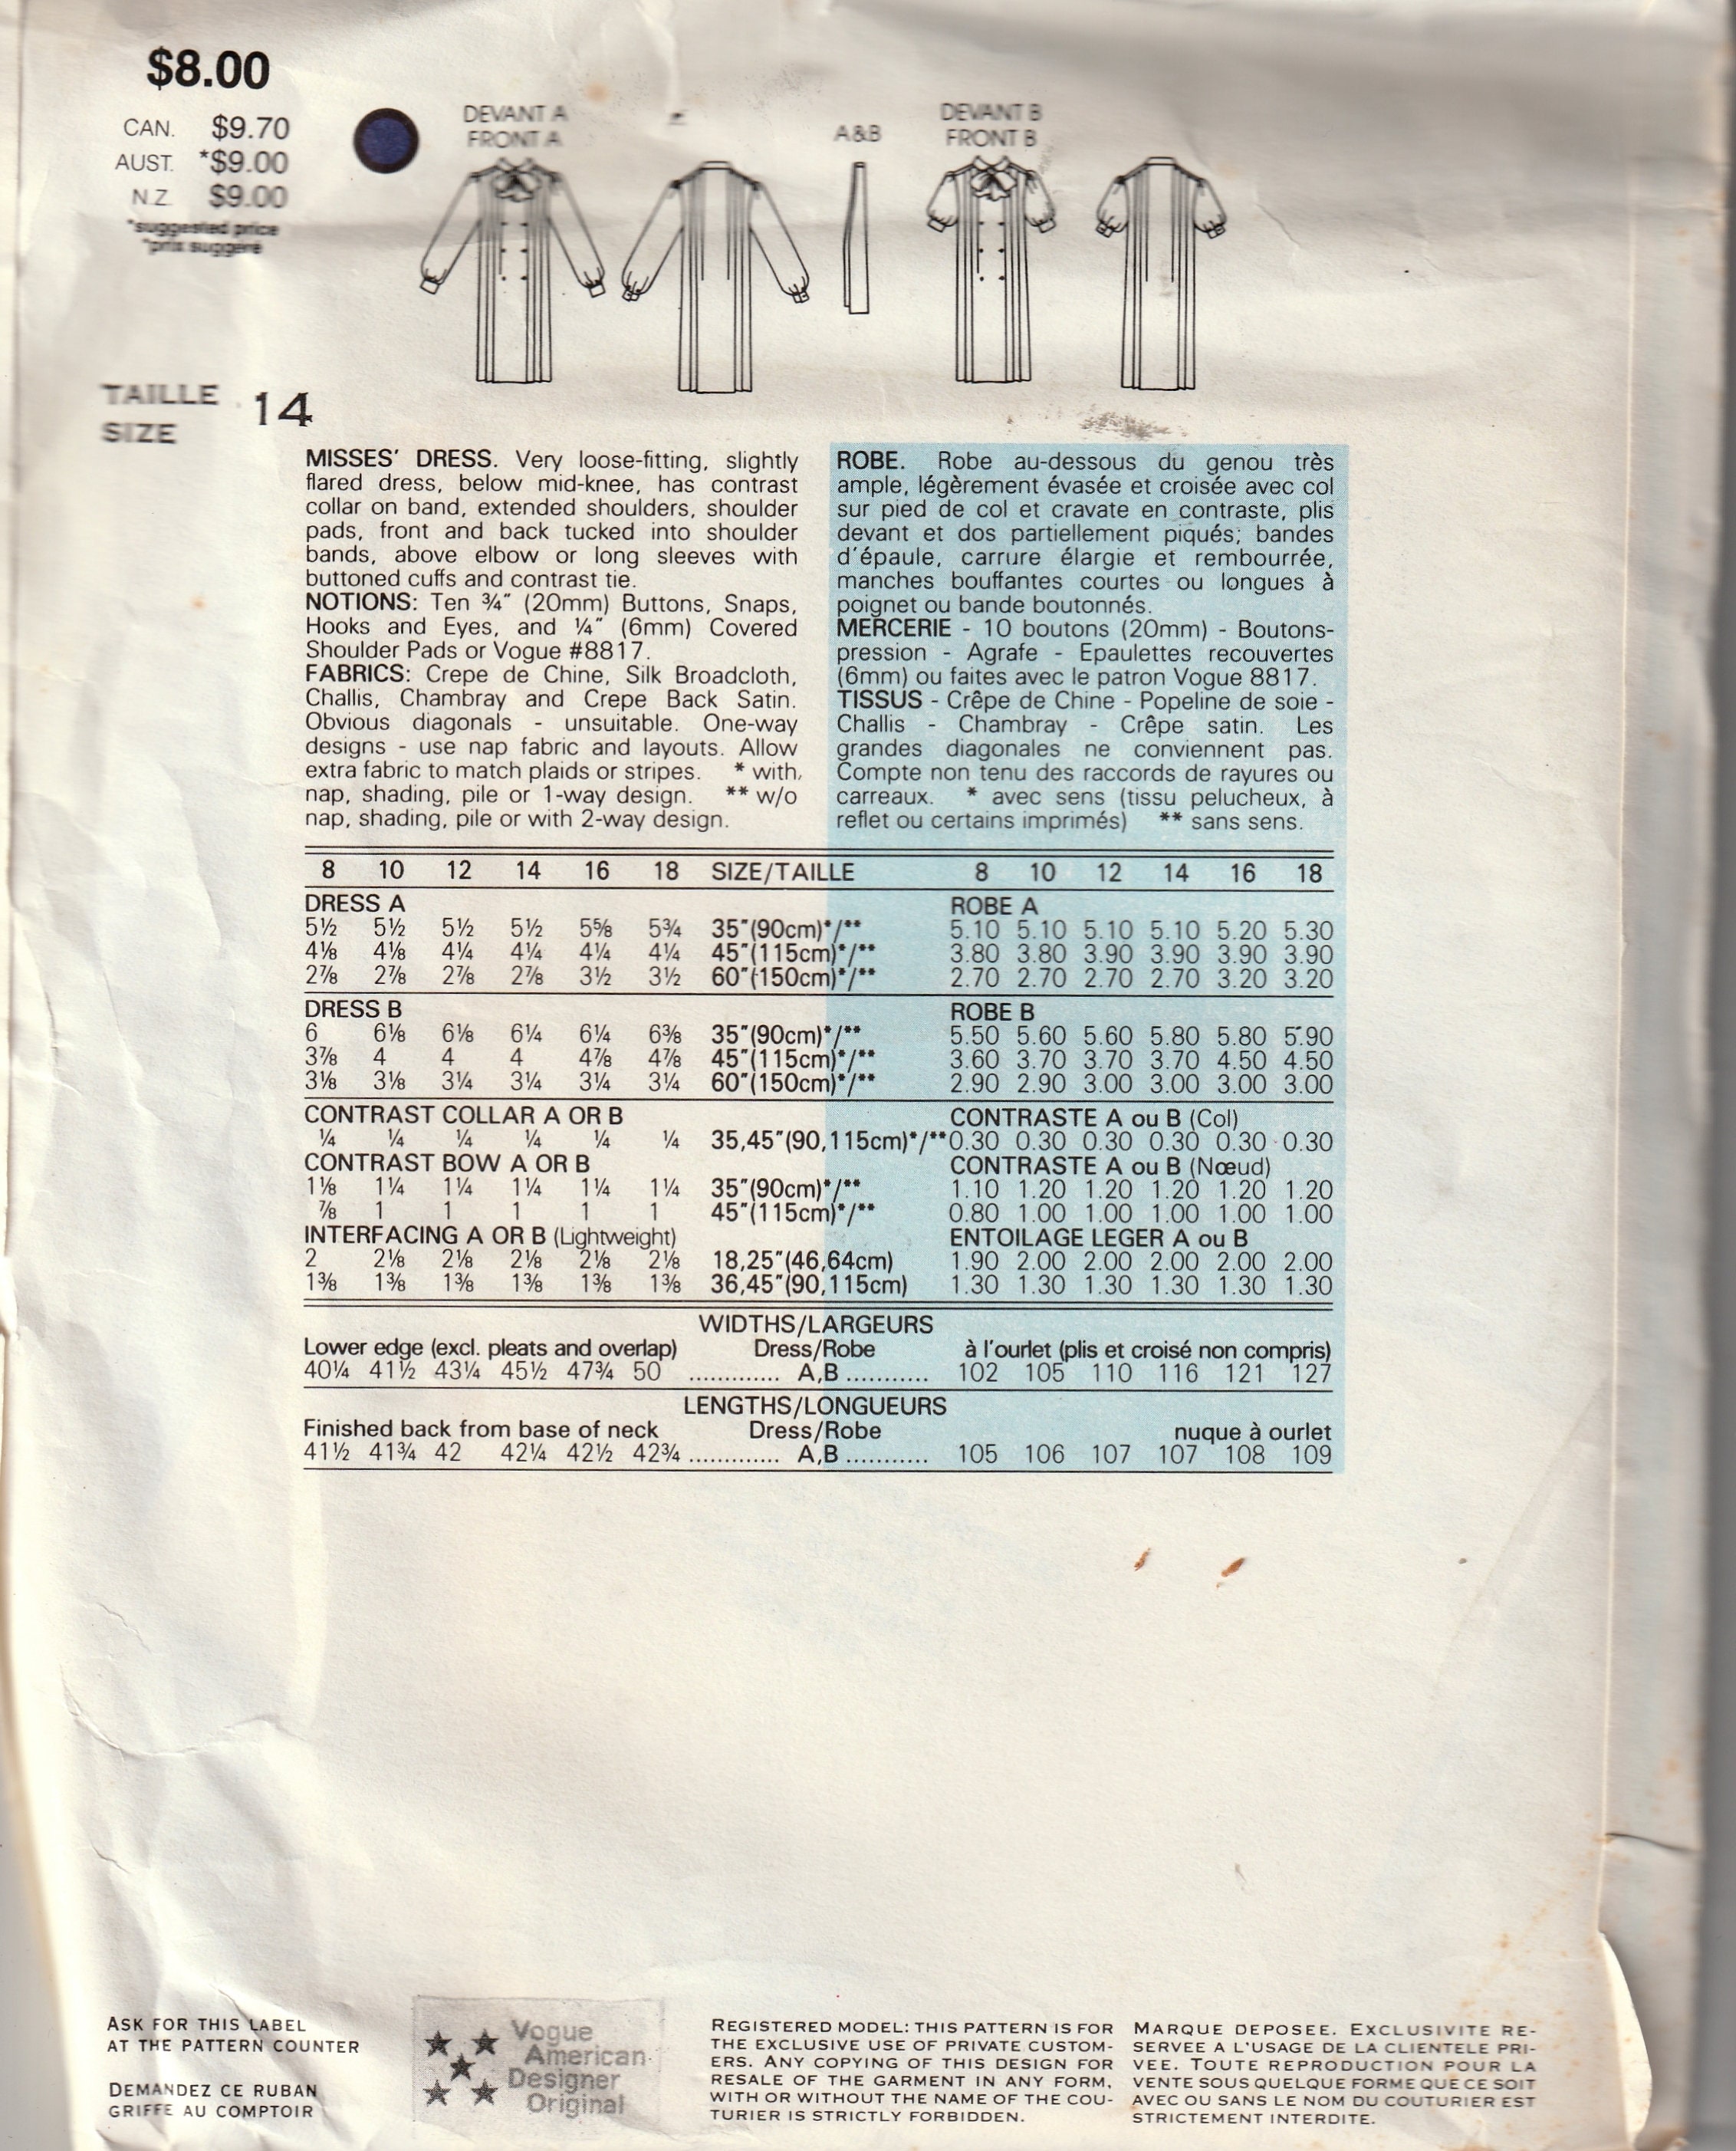 $8.00
CAN. $9.70
AUST. *$9.00
N.Z. $9.00
*suggested price
*prix suggéré
DEVANT A
FRONT A
A&B
DEVANT B
FRONT B
TAILLE
SIZE
14
MISSES' DRESS. Very loose-fitting, slightly
flared dress, below mid-knee, has contrast
collar on band, extended shoulders, shoulder
pads, front and back tucked into shoulder
bands, above elbow or long sleeves with
buttoned cuffs and contrast tie.
NOTIONS: Ten ¾" (20mm) Buttons, Snaps,
Hooks and Eyes, and ¼" (6mm) Covered
Shoulder Pads or Vogue #8817.
FABRICS: Crepe de Chine, Silk Broadcloth,
Challis, Chambray and Crepe Back Satin.
Obvious diagonals - unsuitable. One-way
designs - use nap fabric and layouts. Allow
extra fabric to match plaids or stripes. * with,
nap, shading, pile or 1-way design. ** w/o
nap, shading, pile or with 2-way design.
ROBE. Robe au-dessous du genou très
ample, légèrement évasée et croisée avec col
sur pied de col et cravate en contraste, plis
devant et dos partiellement piqués; bandes
d'épaule, carrure élargie et rembourrée,
manches bouffantes courtes ou longues à
poignet ou bande boutonnés.
MERCERIE - 10 boutons (20mm) - Boutons-
pression - Agrafe - Epaulettes recouvertes
(6mm) ou faites avec le patron Vogue 8817.
TISSUS - Crêpe de Chine - Popeline de soie -
Challis - Chambray - Crêpe satin. Les
grandes diagonales ne conviennent pas.
Compte non tenu des raccords de rayures ou
carreaux. * avec sens (tissu pelucheux, à
reflet ou certains imprimés) ** sans sens.
8 10 12 14 16 18 SIZE/TAILLE 8 10 12 14 16 18
DRESS A ROBE A
5½ 5½ 5½ 5½ 5⅝ 5¾ 35"(90cm)*/** 5.10 5.10 5.10 5.10 5.20 5.30
4⅛ 4⅛ 4¼ 4¼ 4¼ 4¼ 45"(115cm)*/** 3.80 3.80 3.90 3.90 3.90 3.90
2⅞ 2⅞ 2⅞ 2⅞ 3½ 3½ 60"(150cm)*/** 2.70 2.70 2.70 2.70 3.20 3.20
DRESS B ROBE B
6 6⅛ 6⅛ 6¼ 6¼ 6⅜ 35"(90cm)*/** 5.50 5.60 5.60 5.80 5.80 5.90
3⅞ 4 4 4 4⅞ 4⅞ 45"(115cm)*/** 3.60 3.70 3.70 3.70 4.50 4.50
3⅛ 3⅛ 3¼ 3¼ 3¼ 3¼ 60"(150cm)*/** 2.90 2.90 3.00 3.00 3.00 3.00
CONTRAST COLLAR A OR B CONTRASTE A ou B (Col)
¼ ¼ ¼ ¼ ¼ ¼ 35,45"(90,115cm)*/** 0.30 0.30 0.30 0.30 0.30 0.30
CONTRAST BOW A OR B CONTRASTE A ou B (Nœud)
1⅛ 1¼ 1¼ 1¼ 1¼ 1¼ 35"(90cm)*/** 1.10 1.20 1.20 1.20 1.20 1.20
⅞ 1 1 1 1 1 45"(115cm)*/** 0.80 1.00 1.00 1.00 1.00 1.00
INTERFACING A OR B (Lightweight) ENTOILAGE LEGER A ou B
2 2⅛ 2⅛ 2⅛ 2⅛ 2⅛ 18,25"(46,64cm) 1.90 2.00 2.00 2.00 2.00 2.00
1⅜ 1⅜ 1⅜ 1⅜ 1⅜ 1⅜ 36,45"(90,115cm) 1.30 1.30 1.30 1.30 1.30 1.30
WIDTHS/LARGEURS
Lower edge (excl. pleats and overlap) Dress/Robe à l'ourlet (plis et croisé non compris)
40¼ 41½ 43¼ 45½ 47¾ 50 ............. A,B ........... 102 105 110 116 121 127
LENGTHS/LONGUEURS
Finished back from base of neck Dress/Robe nuque à ourlet
41½ 41¾ 42 42¼ 42½ 42¾ ............. A,B ........... 105 106 107 107 108 109
ASK FOR THIS LABEL
AT THE PATTERN COUNTER
DEMANDEZ CE RUBAN
GRIFFE AU COMPTOIR
Vogue
American
Designer
Original
REGISTERED MODEL: THIS PATTERN IS FOR
THE EXCLUSIVE USE OF PRIVATE CUSTOM-
ERS. ANY COPYING OF THIS DESIGN FOR
RESALE OF THE GARMENT IN ANY FORM,
WITH OR WITHOUT THE NAME OF THE COU-
TURIER IS STRICTLY FORBIDDEN.
MARQUE DEPOSEE. EXCLUSIVITE RE-
SERVEE A L'USAGE DE LA CLIENTELE PRI-
VEE. TOUTE REPRODUCTION POUR LA
VENTE SOUS QUELQUE FORME QUE CE SOIT
AVEC OU SANS LE NOM DU COUTURIER EST
STRICTEMENT INTERDITE.